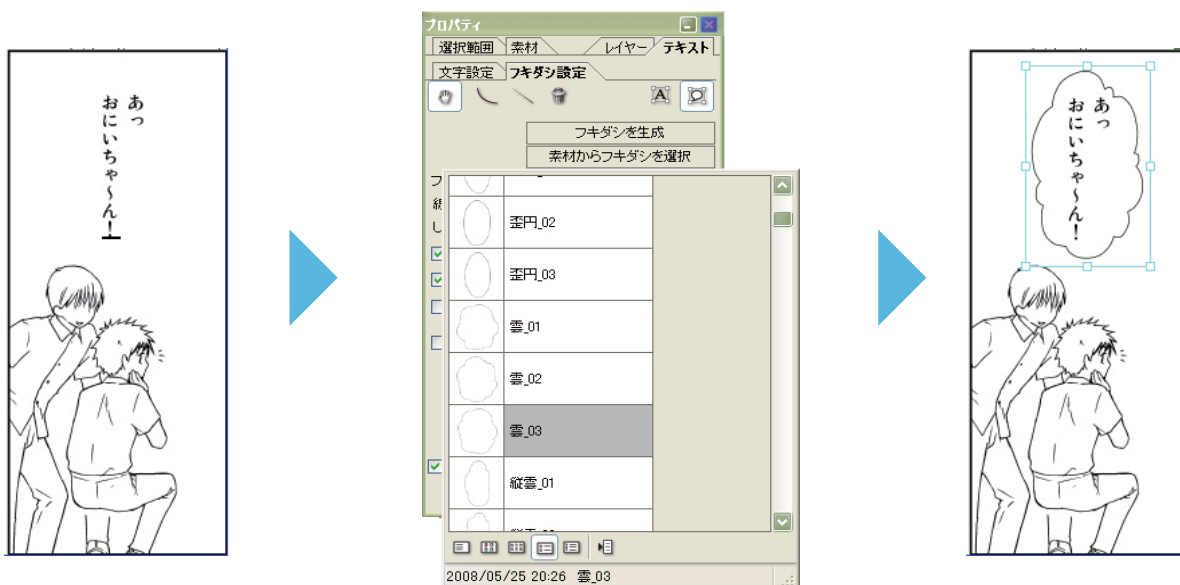 あっ
おにいちゃ〜ん！
プロパティ
選択範囲 素材 レイヤー テキスト
文字設定 フキダシ設定
A
フキダシを生成
素材からフキダシを選択
フ
し
歪円_02
歪円_03
雲_01
雲_02
雲_03
縦雲_01
2008/05/25 20:26 雲_03
あっ
おにいちゃ〜ん！